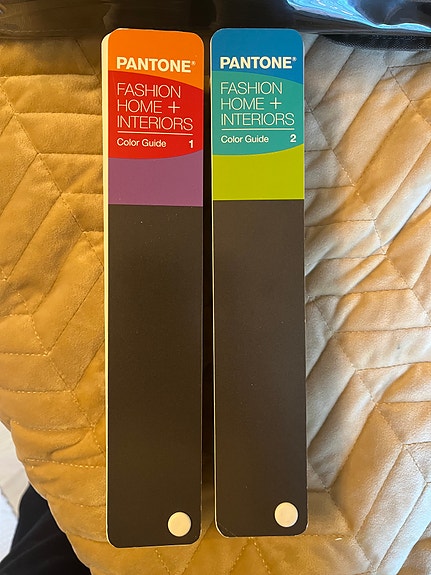 PANTONE®
FASHION
HOME +
INTERIORS
Color Guide 1
PANTONE®
FASHION
HOME +
INTERIORS
Color Guide 2